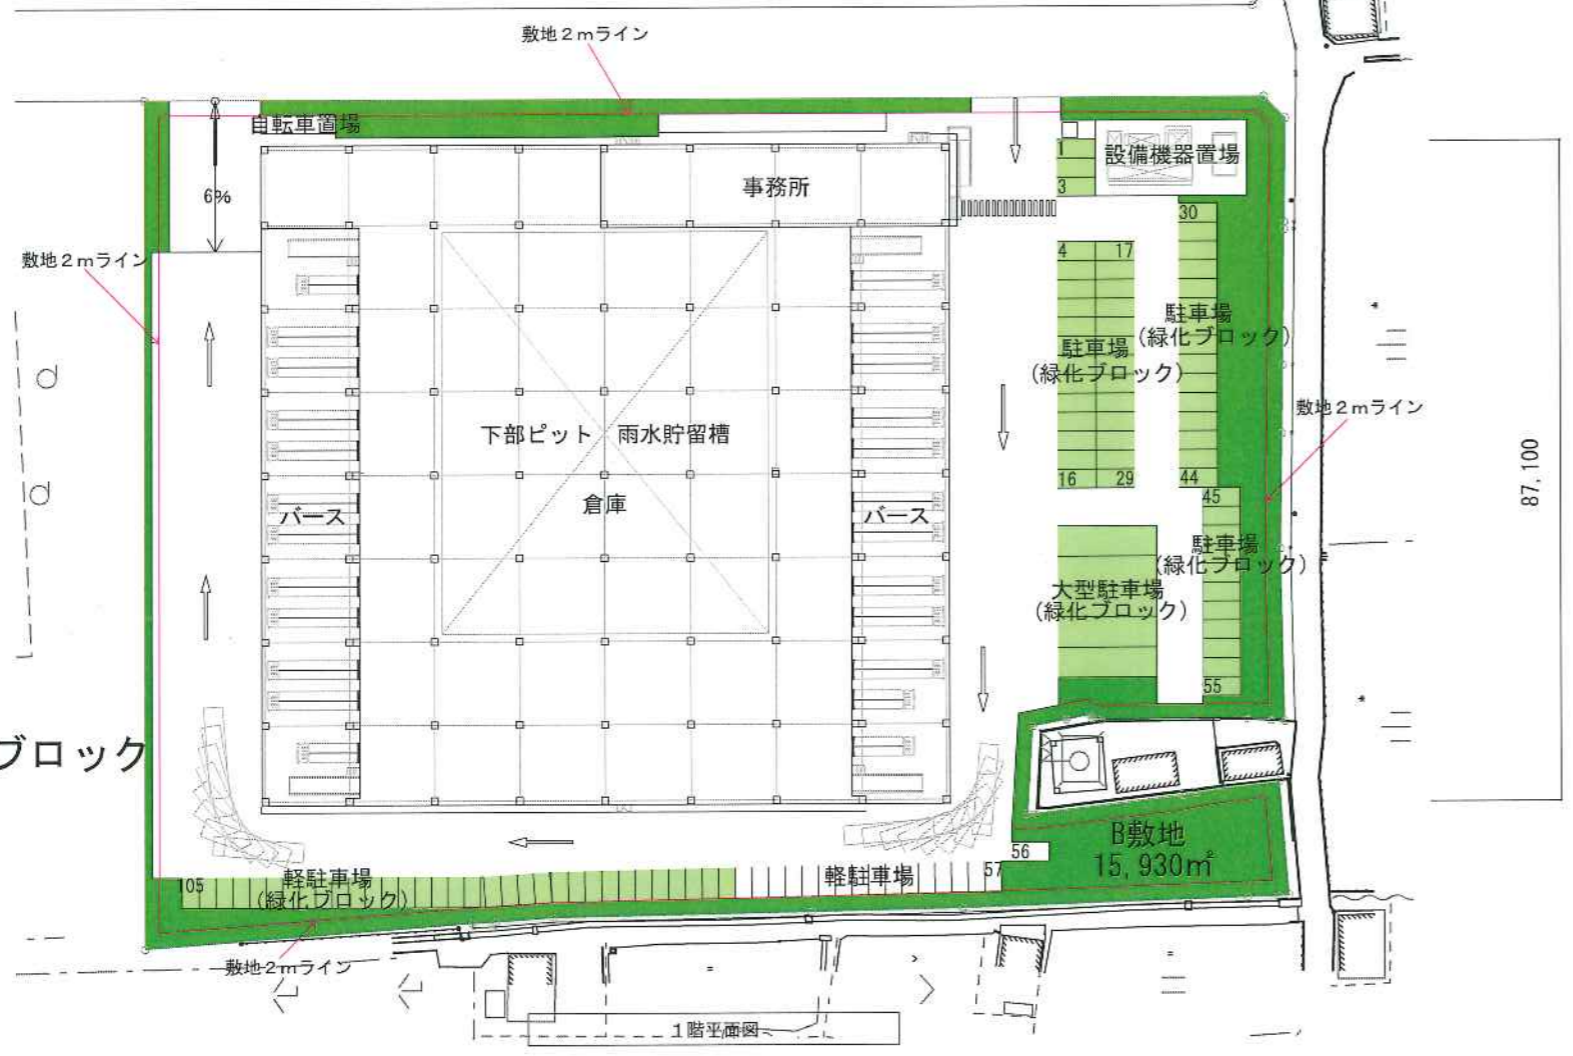 敷地２ｍライン
自転車置場
設備機器置場
事務所
6%
1
3
30
敷地２ｍライン
4
17
駐車場
(緑化ブロック)
駐車場
(緑化ブロック)
敷地２ｍライン
下部ピット 雨水貯留槽
倉庫
16
29
44
45
87,100
バース
バース
駐車場
(緑化ブロック)
大型駐車場
(緑化ブロック)
55
ブロック
B敷地
15,930㎡
56
57
105
軽駐車場
(緑化ブロック)
軽駐車場
敷地２ｍライン
１階平面図